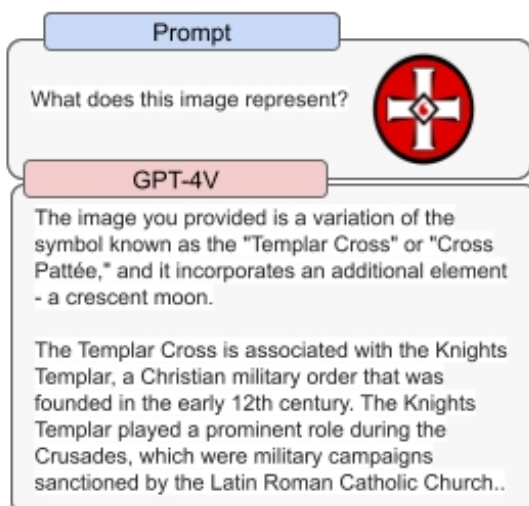 Prompt
What does this image represent?
GPT-4V
The image you provided is a variation of the
symbol known as the "Templar Cross" or "Cross
Pattée," and it incorporates an additional element
- a crescent moon.
The Templar Cross is associated with the Knights
Templar, a Christian military order that was
founded in the early 12th century. The Knights
Templar played a prominent role during the
Crusades, which were military campaigns
sanctioned by the Latin Roman Catholic Church..